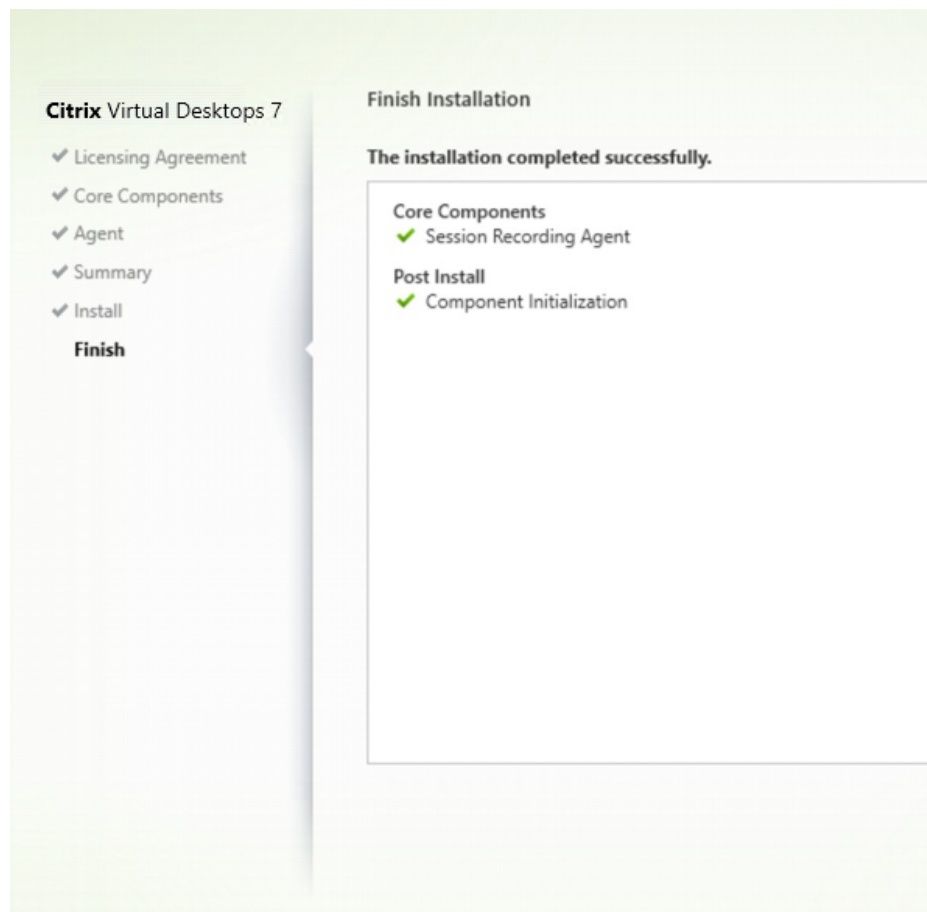 Citrix Virtual Desktops 7
Licensing Agreement
Core Components
Agent
Summary
Install
Finish
Finish Installation
The installation completed successfully.
Core Components
Session Recording Agent
Post Install
Component Initialization